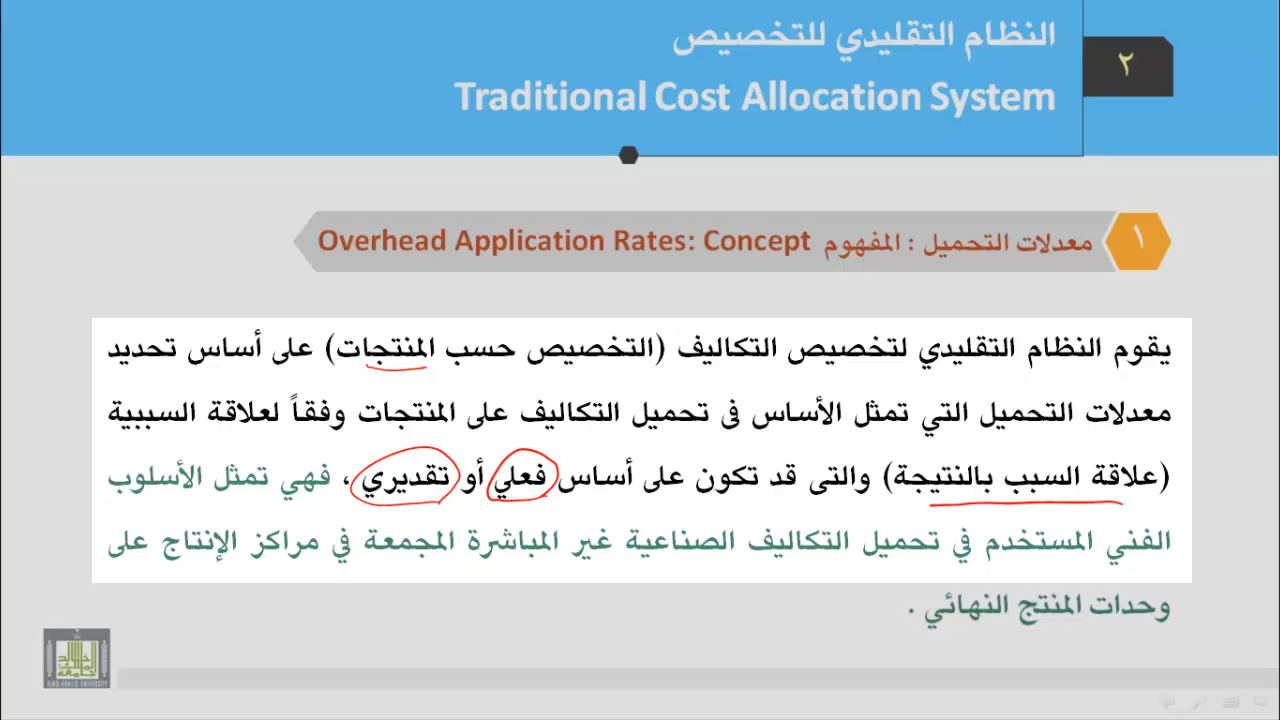 النظام التقليدي للتخصيص
٢
Traditional Cost Allocation System
١
معدلات التحميل : المفهوم Overhead Application Rates: Concept
يقوم النظام التقليدي لتخصيص التكاليف (التخصيص حسب المنتجات) على أساس تحديد
معدلات التحميل التي تمثل الأساس فى تحميل التكاليف على المنتجات وفقاً لعلاقة السببية
(علاقة السبب بالنتيجة) والتى قد تكون على أساس فعلي أو تقديري ، فهي تمثل الأسلوب
الفني المستخدم في تحميل التكاليف الصناعية غير المباشرة المجمعة في مراكز الإنتاج على
وحدات المنتج النهائي .
KING KHALID UNIVERSITY